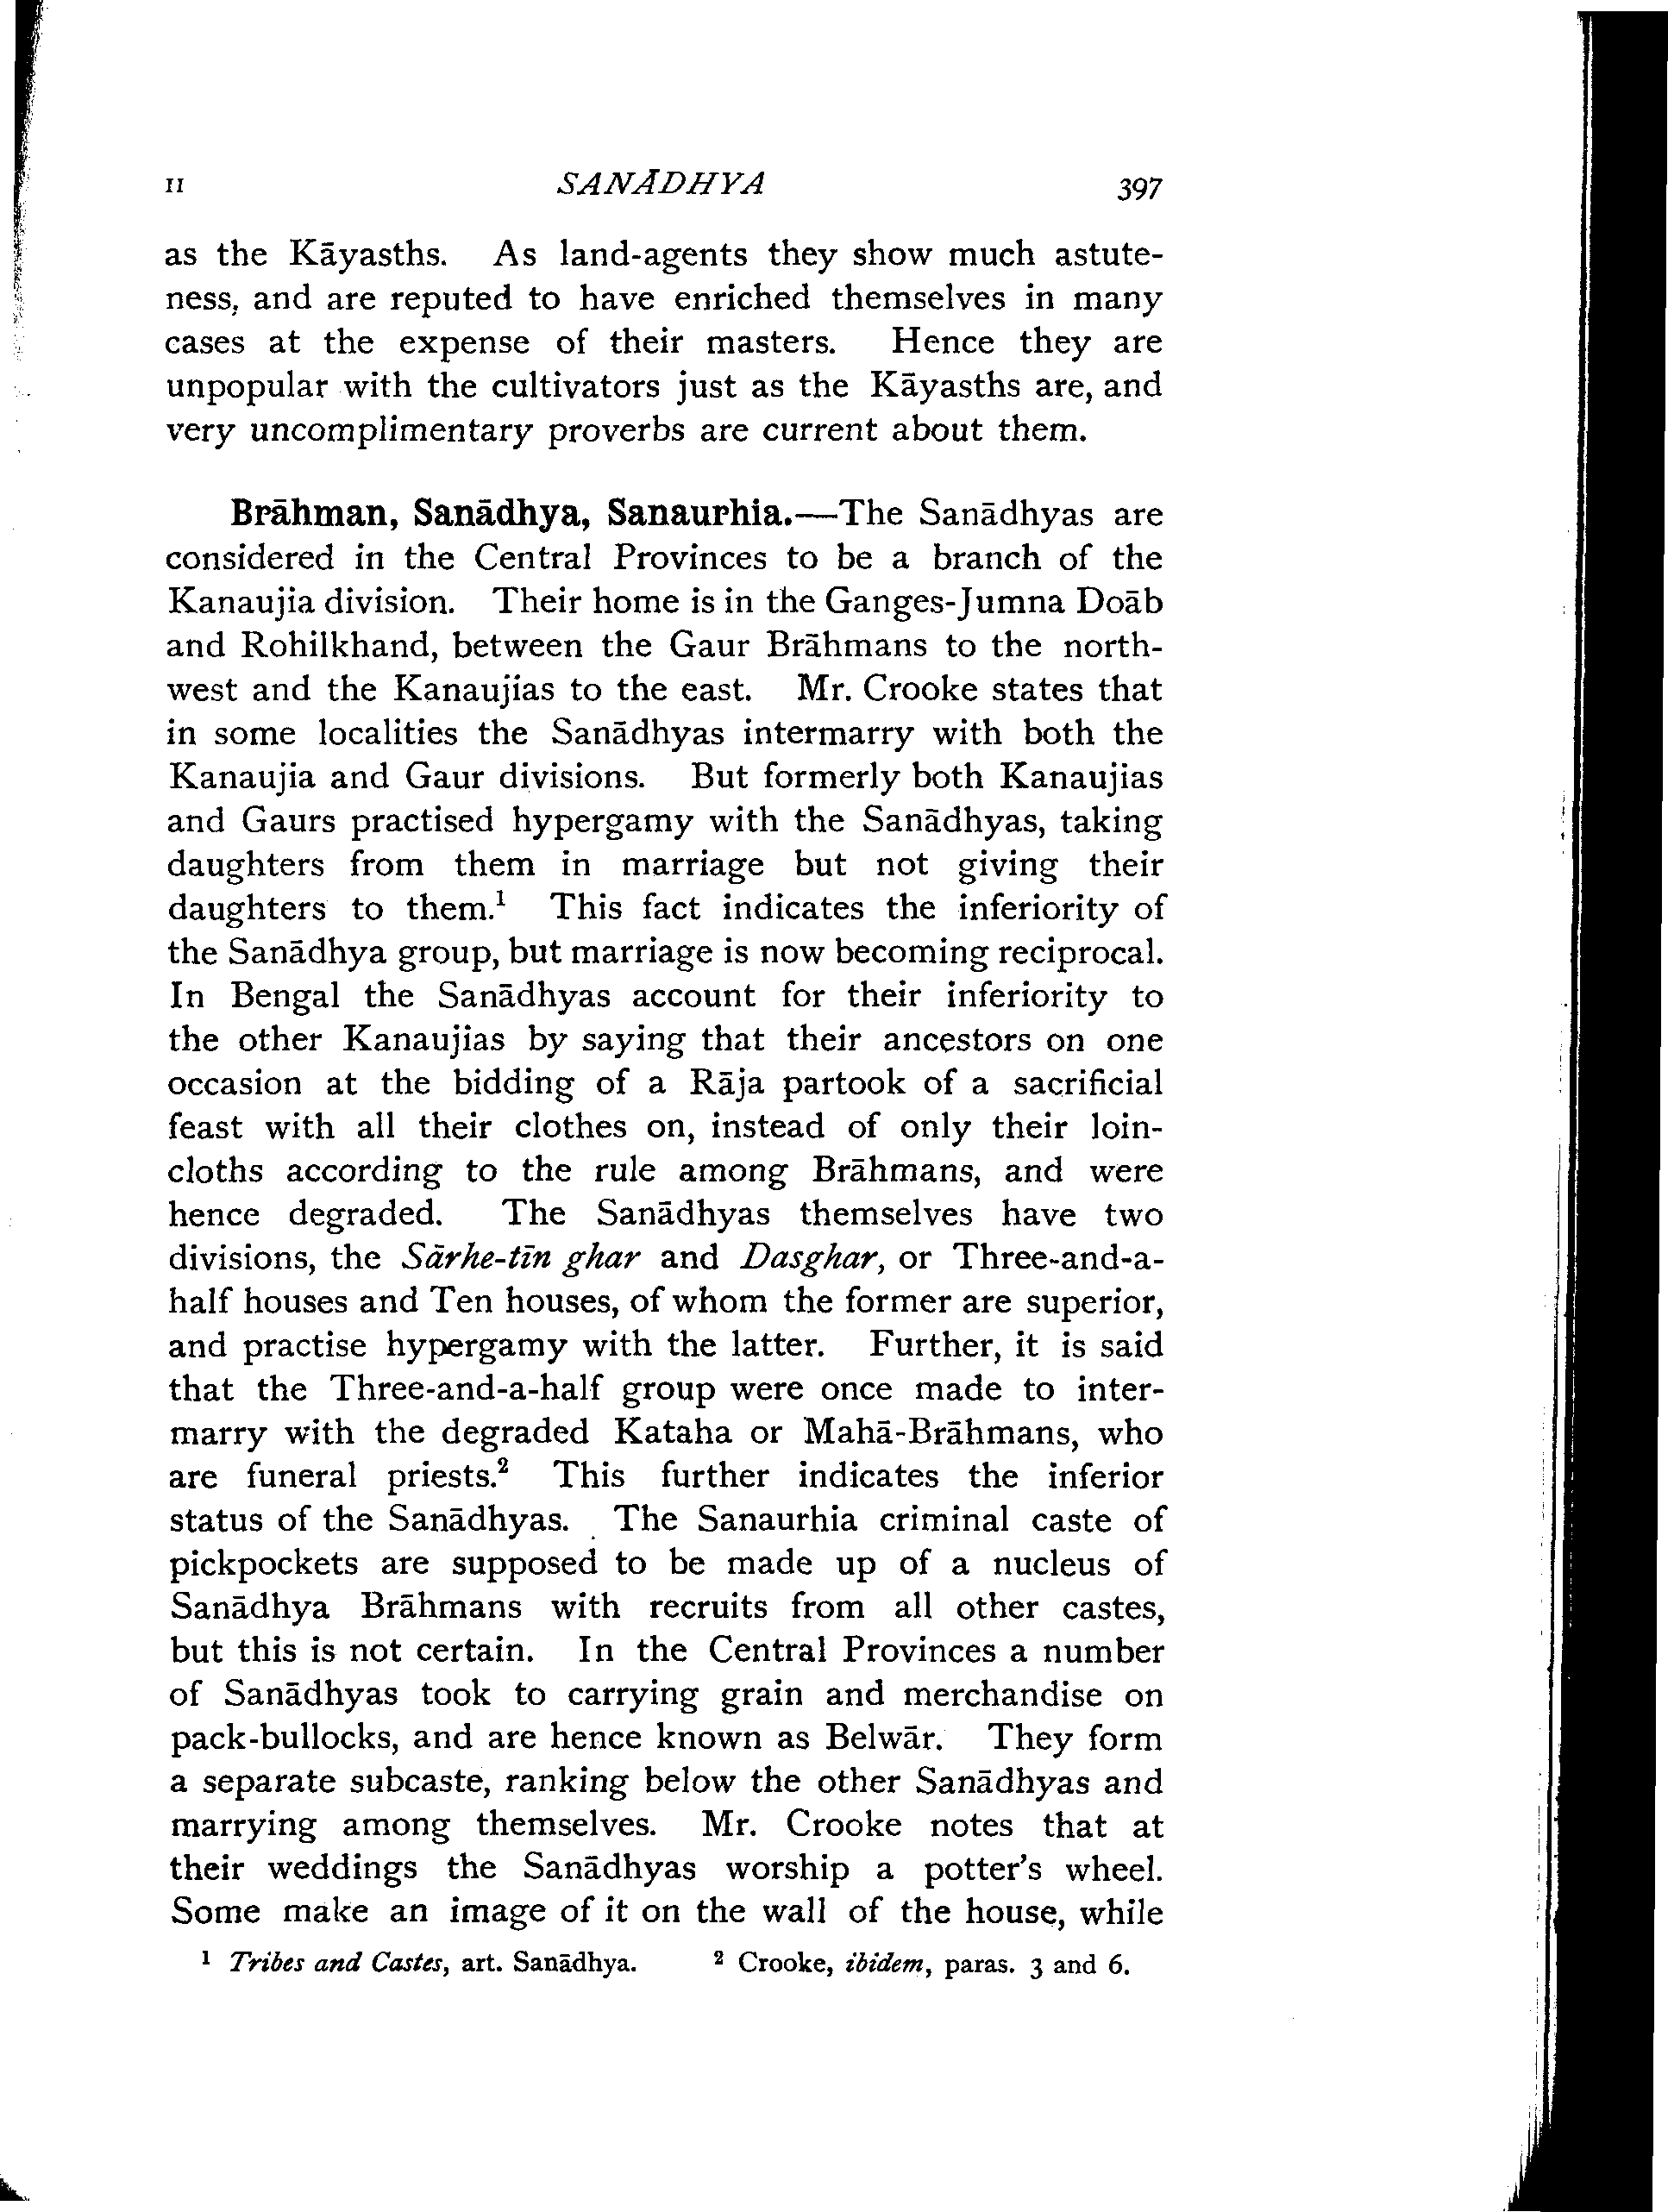 II SANĀDHYA 397
as the Kāyasths. As land-agents they show much astute-
ness, and are reputed to have enriched themselves in many
cases at the expense of their masters. Hence they are
unpopular with the cultivators just as the Kāyasths are, and
very uncomplimentary proverbs are current about them.
Brāhman, Sanādhya, Sanaurhia.—The Sanādhyas are
considered in the Central Provinces to be a branch of the
Kanaujia division. Their home is in the Ganges-Jumna Doāb
and Rohilkhand, between the Gaur Brāhmans to the north-
west and the Kanaujias to the east. Mr. Crooke states that
in some localities the Sanādhyas intermarry with both the
Kanaujia and Gaur divisions. But formerly both Kanaujias
and Gaurs practised hypergamy with the Sanādhyas, taking
daughters from them in marriage but not giving their
daughters to them.¹ This fact indicates the inferiority of
the Sanādhya group, but marriage is now becoming reciprocal.
In Bengal the Sanādhyas account for their inferiority to
the other Kanaujias by saying that their ancestors on one
occasion at the bidding of a Rāja partook of a sacrificial
feast with all their clothes on, instead of only their loin-
cloths according to the rule among Brāhmans, and were
hence degraded. The Sanādhyas themselves have two
divisions, the Sārhe-tīn ghar and Dasghar, or Three-and-a-
half houses and Ten houses, of whom the former are superior,
and practise hypergamy with the latter. Further, it is said
that the Three-and-a-half group were once made to inter-
marry with the degraded Kataha or Mahā-Brāhmans, who
are funeral priests.² This further indicates the inferior
status of the Sanādhyas. The Sanaurhia criminal caste of
pickpockets are supposed to be made up of a nucleus of
Sanādhya Brāhmans with recruits from all other castes,
but this is not certain. In the Central Provinces a number
of Sanādhyas took to carrying grain and merchandise on
pack-bullocks, and are hence known as Belwār. They form
a separate subcaste, ranking below the other Sanādhyas and
marrying among themselves. Mr. Crooke notes that at
their weddings the Sanādhyas worship a potter's wheel.
Some make an image of it on the wall of the house, while
¹ Tribes and Castes, art. Sanādhya. ² Crooke, ibidem, paras. 3 and 6.